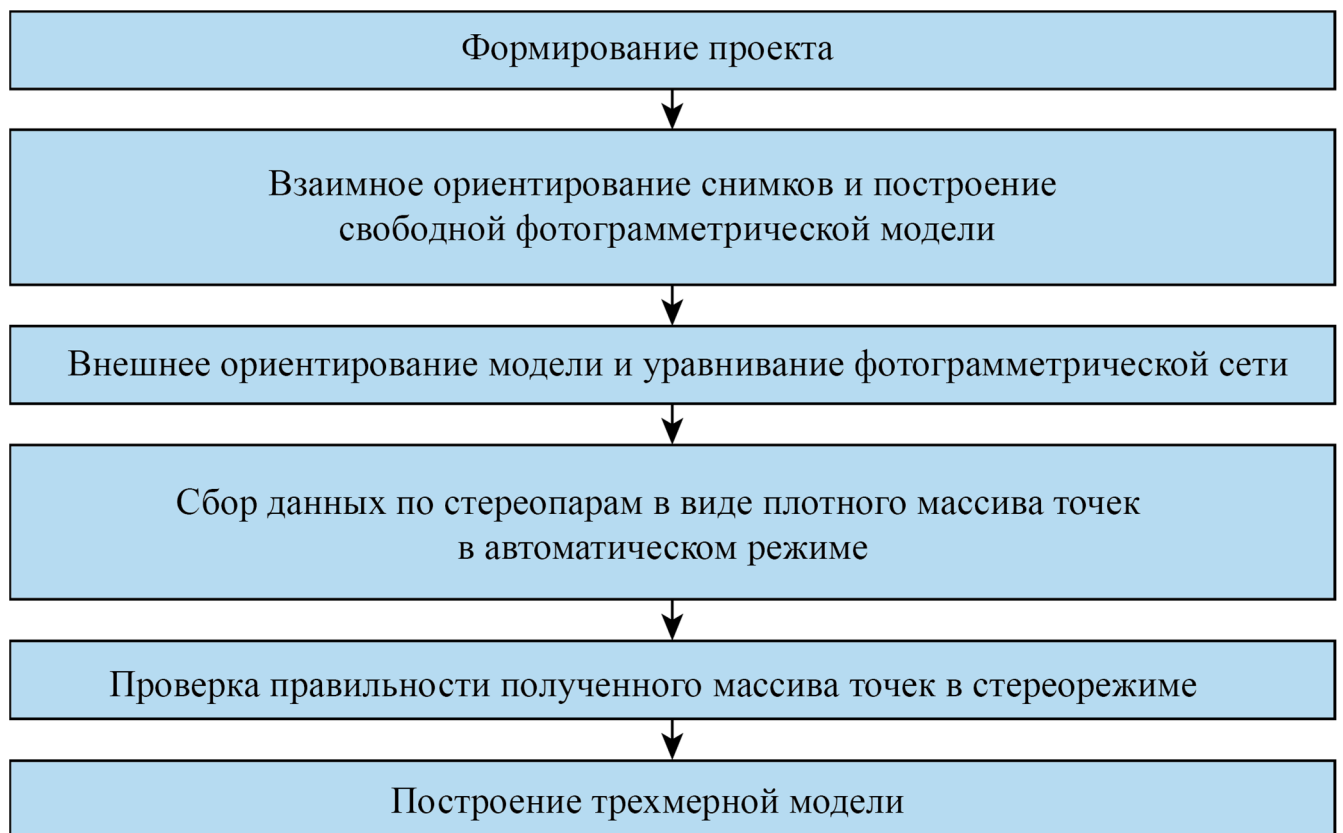 Формирование проекта
Взаимное ориентирование снимков и построение
свободной фотограмметрической модели
Внешнее ориентирование модели и уравнивание фотограмметрической сети
Сбор данных по стереопарам в виде плотного массива точек
в автоматическом режиме
Проверка правильности полученного массива точек в стереорежиме
Построение трехмерной модели